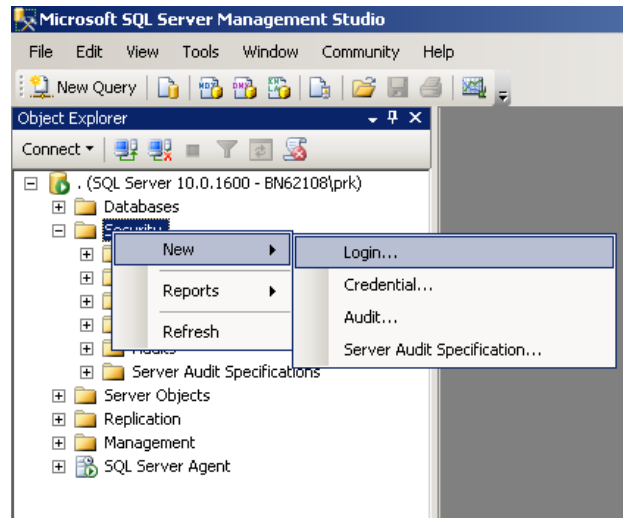 Microsoft SQL Server Management Studio
File Edit View Tools Window Community Help
New Query
Object Explorer
Connect
. (SQL Server 10.0.1600 - BN62108\prk)
Databases
Security
New
Login...
Credential...
Reports
Audit...
Refresh
Server Audit Specification...
Audits
Server Audit Specifications
Server Objects
Replication
Management
SQL Server Agent